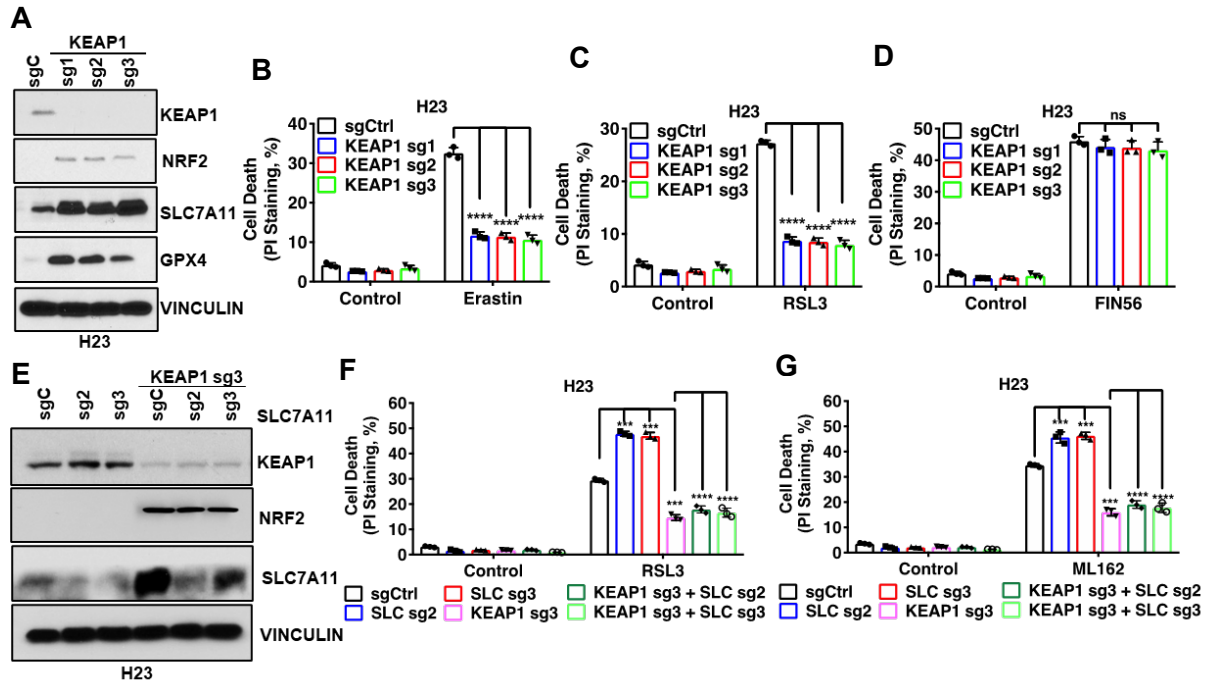 A
KEAP1
sgC sg1 sg2 sg3
KEAP1
NRF2
SLC7A11
GPX4
VINCULIN
H23
B
H23
Cell Death
(PI Staining, %)
40
30
20
10
0
sgCtrl
KEAP1 sg1
KEAP1 sg2
KEAP1 sg3
**** **** ****
Control Erastin
C
H23
Cell Death
(PI Staining, %)
30
20
10
0
sgCtrl
KEAP1 sg1
KEAP1 sg2
KEAP1 sg3
**** **** ****
Control RSL3
D
H23
ns
Cell Death
(PI Staining, %)
50
40
30
20
10
0
sgCtrl
KEAP1 sg1
KEAP1 sg2
KEAP1 sg3
Control FIN56
E
KEAP1 sg3
sgC sg2 sg3 sgC sg2 sg3
SLC7A11
KEAP1
NRF2
SLC7A11
VINCULIN
H23
F
H23
Cell Death
(PI Staining, %)
60
50
40
30
20
10
0
*** ***
*** **** ****
Control RSL3
sgCtrl SLC sg3 KEAP1 sg3 + SLC sg2
SLC sg2 KEAP1 sg3 KEAP1 sg3 + SLC sg3
G
H23
Cell Death
(PI Staining, %)
60
50
40
30
20
10
0
*** ***
*** **** ****
Control ML162
sgCtrl SLC sg3 KEAP1 sg3 + SLC sg2
SLC sg2 KEAP1 sg3 KEAP1 sg3 + SLC sg3